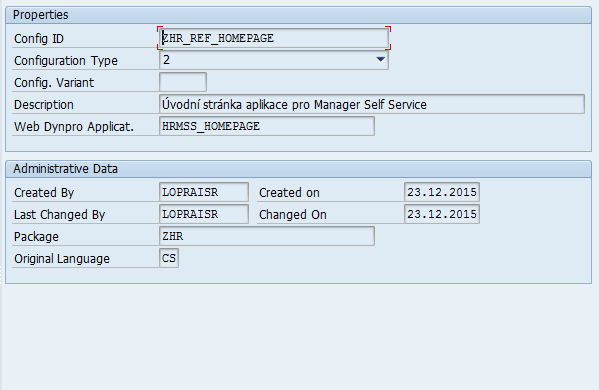 Properties
Config ID ZHR_REF_HOMEPAGE
Configuration Type 2
Config. Variant
Description Úvodní stránka aplikace pro Manager Self Service
Web Dynpro Applicat. HRMSS_HOMEPAGE
Administrative Data
Created By LOPRAISR Created on 23.12.2015
Last Changed By LOPRAISR Changed On 23.12.2015
Package ZHR
Original Language CS